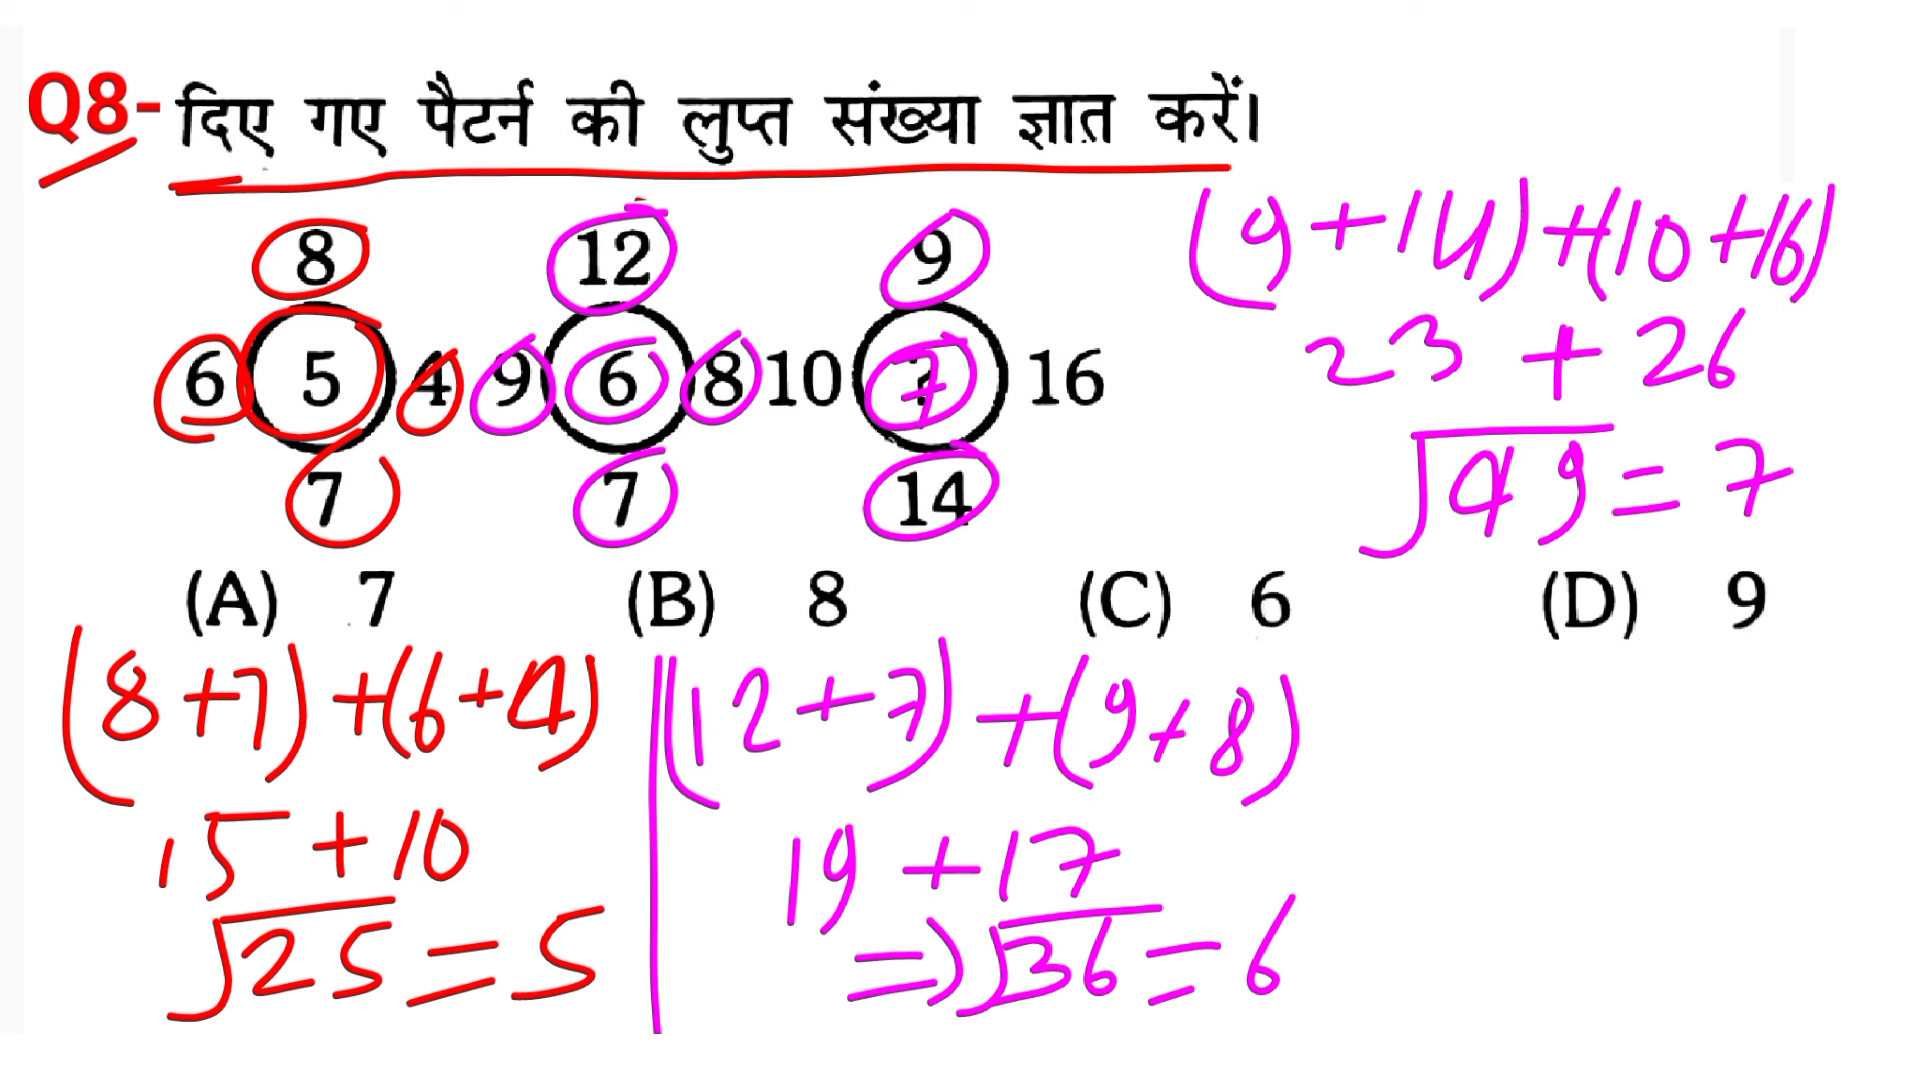 Q8- दिए गए पैटर्न की लुप्त संख्या ज्ञात करें।
8 12 9
6 5 4 9 6 8 10 7 16
7 7 14
(9+14)+(10+16)
23 + 26
√49 = 7
(A) 7 (B) 8 (C) 6 (D) 9
(8+7)+(6+4)
15 + 10
√25 = 5
(12+7)+(9+8)
19 + 17
⇒√36 = 6